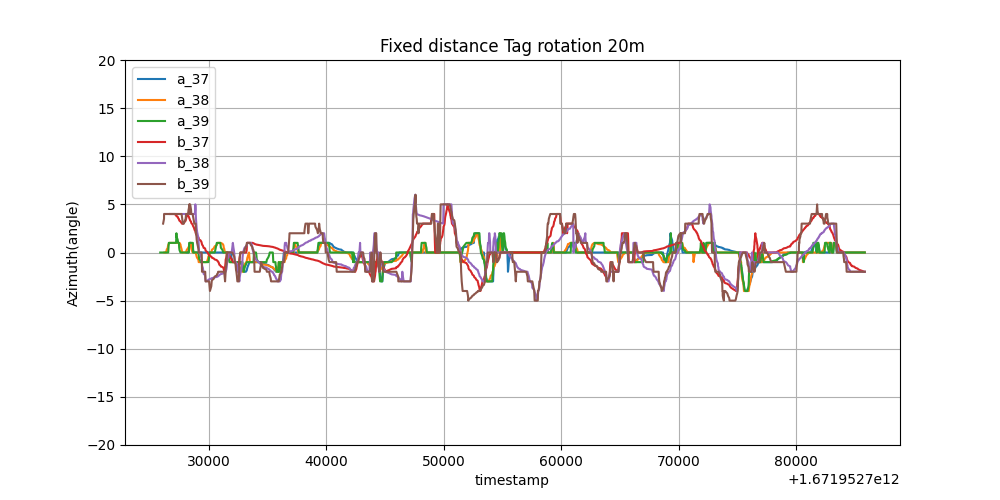 Fixed distance Tag rotation 20m
20
15
10
5
0
−5
−10
−15
−20
Azimuth(angle)
a_37
a_38
a_39
b_37
b_38
b_39
30000 40000 50000 60000 70000 80000
timestamp
+1.6719527e12